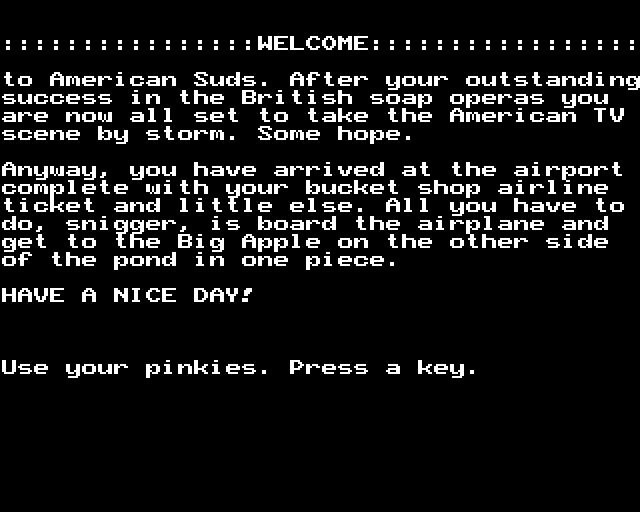 ::::::::::::::::WELCOME:::::::::::::::::
to American Suds. After your outstanding
success in the British soap operas you
are now all set to take the American TV
scene by storm. Some hope.
Anyway, you have arrived at the airport
complete with your bucket shop airline
ticket and little else. All you have to
do, snigger, is board the airplane and
get to the Big Apple on the other side
of the pond in one piece.
HAVE A NICE DAY!
Use your pinkies. Press a key.